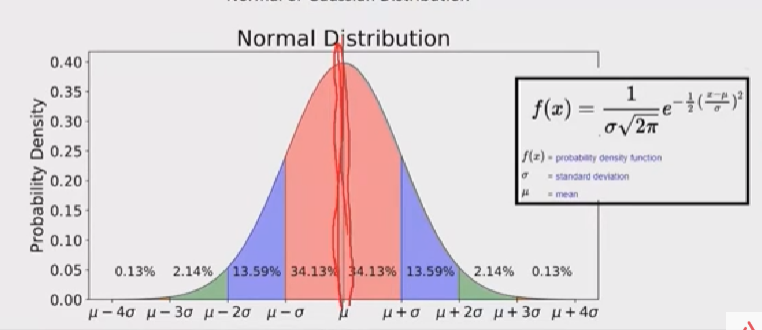 Normal Distribution
Probability Density
0.40
0.35
0.30
0.25
0.20
0.15
0.10
0.05
0.00
0.13% 2.14% 13.59% 34.13% 34.13% 13.59% 2.14% 0.13%
μ − 4σ μ − 3σ μ − 2σ μ − σ μ μ + σ μ + 2σ μ + 3σ μ + 4σ
f(x) = 1/(σ√2π) e^{-1/2((x−μ)/σ)^2}
f(x) = probability density function
σ = standard deviation
μ = mean